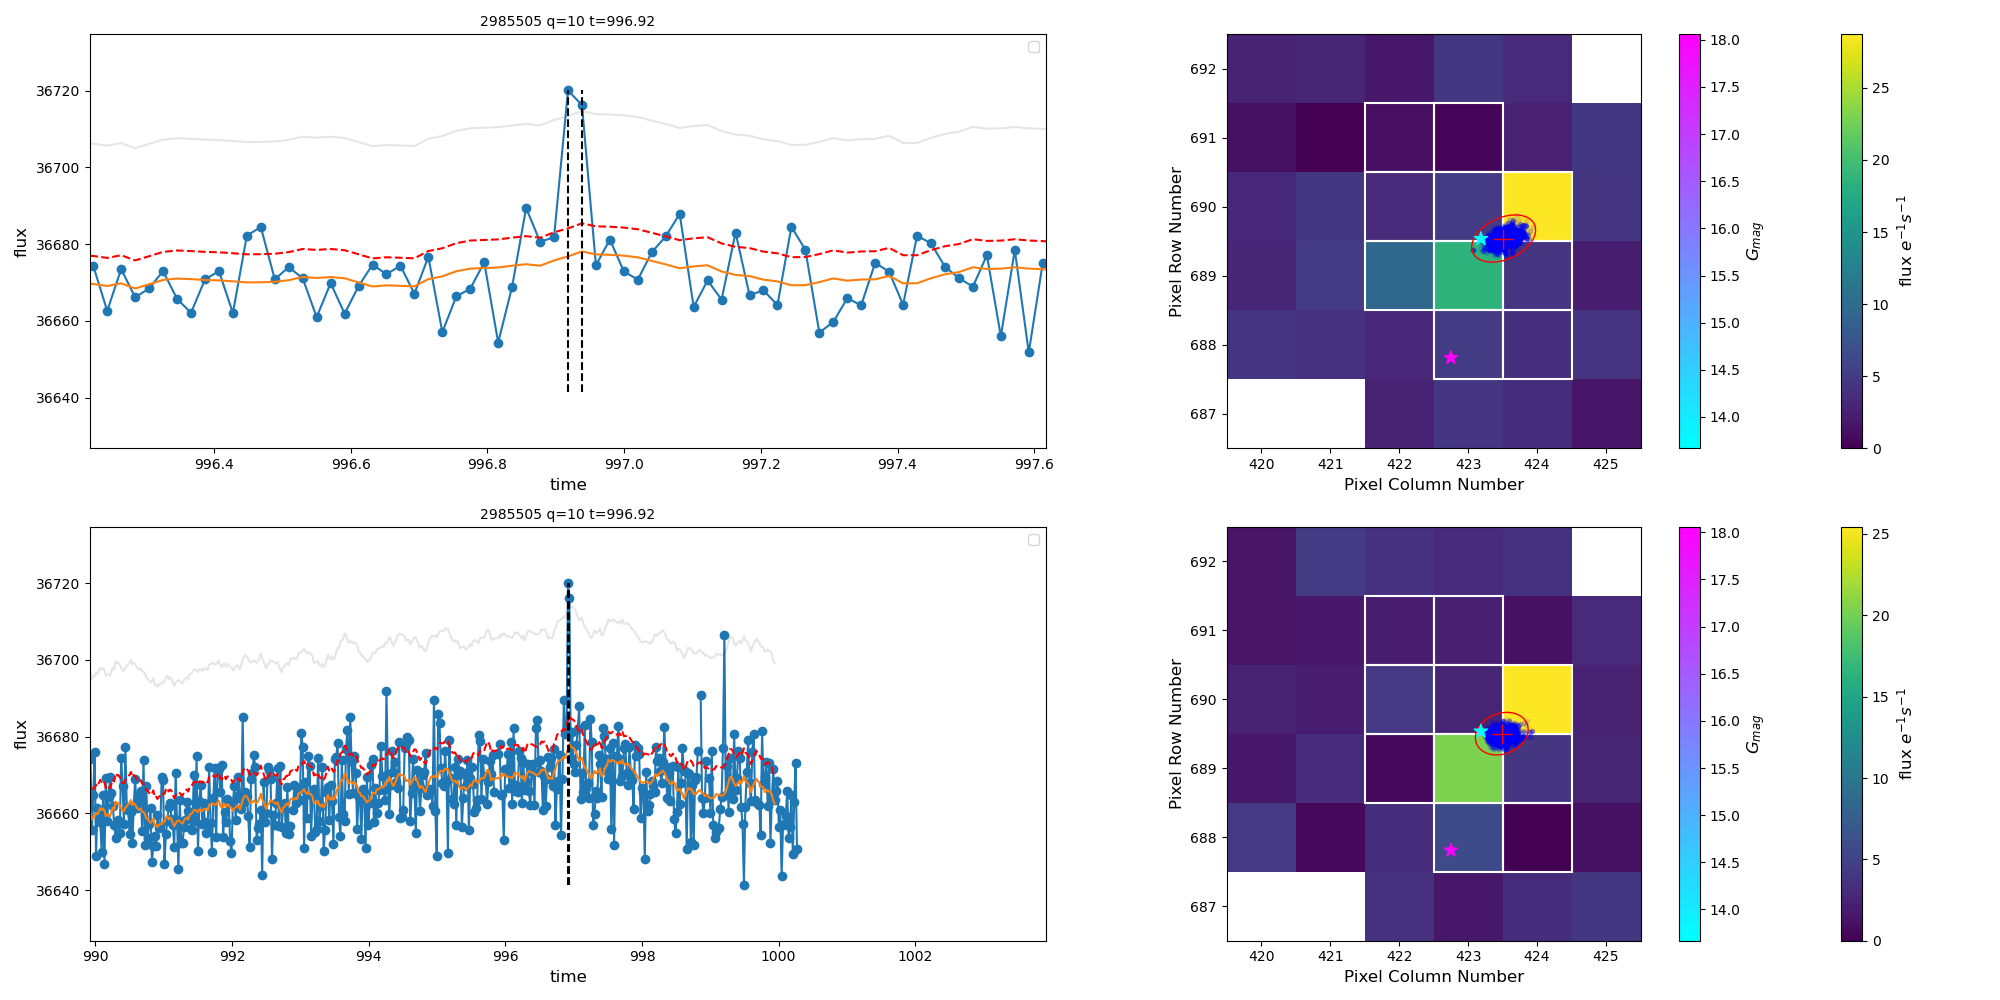 2985505 q=10 t=996.92
flux
36720
36700
36680
36660
36640
996.4 996.6 996.8 997.0 997.2 997.4 997.6
time
Pixel Row Number
692
691
690
689
688
687
420 421 422 423 424 425
Pixel Column Number
18.0
17.5
17.0
16.5
16.0
15.5
15.0
14.5
14.0
G_mag
25
20
15
10
5
0
flux e⁻¹s⁻¹
2985505 q=10 t=996.92
flux
36720
36700
36680
36660
36640
990 992 994 996 998 1000 1002
time
Pixel Row Number
692
691
690
689
688
687
420 421 422 423 424 425
Pixel Column Number
18.0
17.5
17.0
16.5
16.0
15.5
15.0
14.5
14.0
G_mag
25
20
15
10
5
0
flux e⁻¹s⁻¹